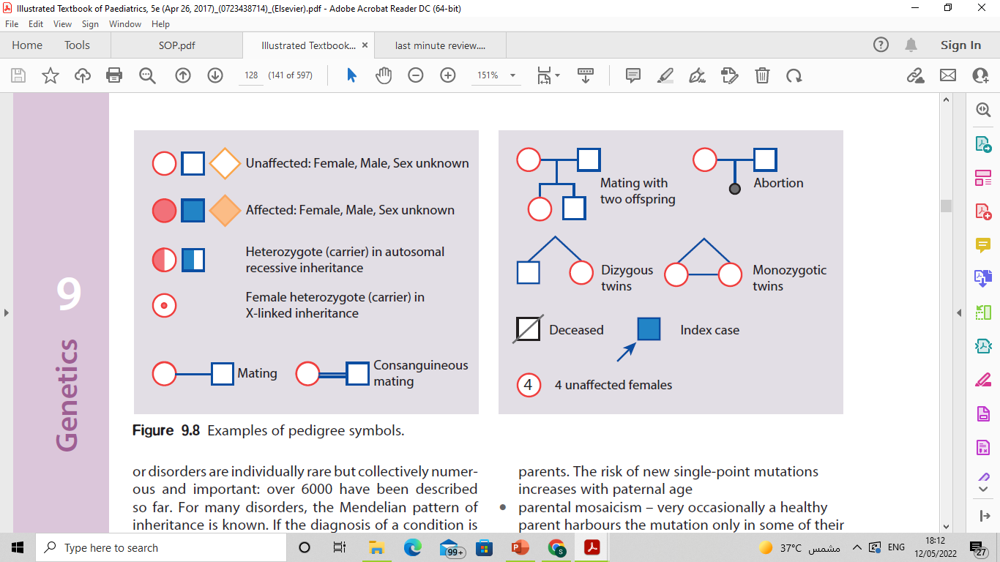 Illustrated Textbook of Paediatrics, 5e (Apr 26, 2017)_(0723438714)_(Elsevier).pdf - Adobe Acrobat Reader DC (64-bit)
File Edit View Sign Window Help
Home Tools SOP.pdf Illustrated Textbook... × last minute review.... Sign In
128 (141 of 597) 151%
Unaffected: Female, Male, Sex unknown
Affected: Female, Male, Sex unknown
Heterozygote (carrier) in autosomal
recessive inheritance
Female heterozygote (carrier) in
X-linked inheritance
Mating
Consanguineous
mating
Mating with
two offspring
Abortion
Dizygous
twins
Monozygotic
twins
Deceased
Index case
4 4 unaffected females
9
Genetics
Figure 9.8 Examples of pedigree symbols.
or disorders are individually rare but collectively numer-
ous and important: over 6000 have been described
so far. For many disorders, the Mendelian pattern of
inheritance is known. If the diagnosis of a condition is
parents. The risk of new single-point mutations
increases with paternal age
• parental mosaicism – very occasionally a healthy
parent harbours the mutation only in some of their
Type here to search
99+
37°C مشمس
ENG
18:12
12/05/2022
27